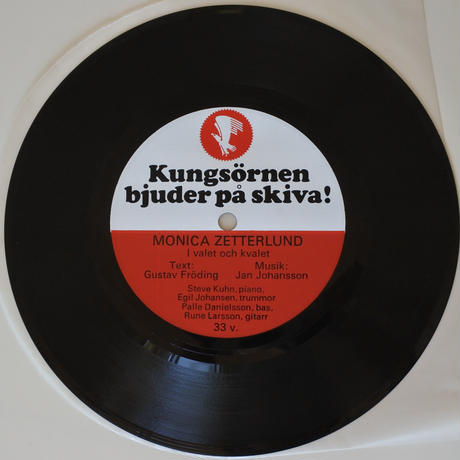 Kungsörnen
bjuder på skiva!
MONICA ZETTERLUND
I valet och kvalet
Text: Musik:
Gustav Fröding Jan Johansson
Steve Kuhn, piano,
Egil Johansen, trummor
Palle Danielsson, bas,
Rune Larsson, gitarr
33 v.